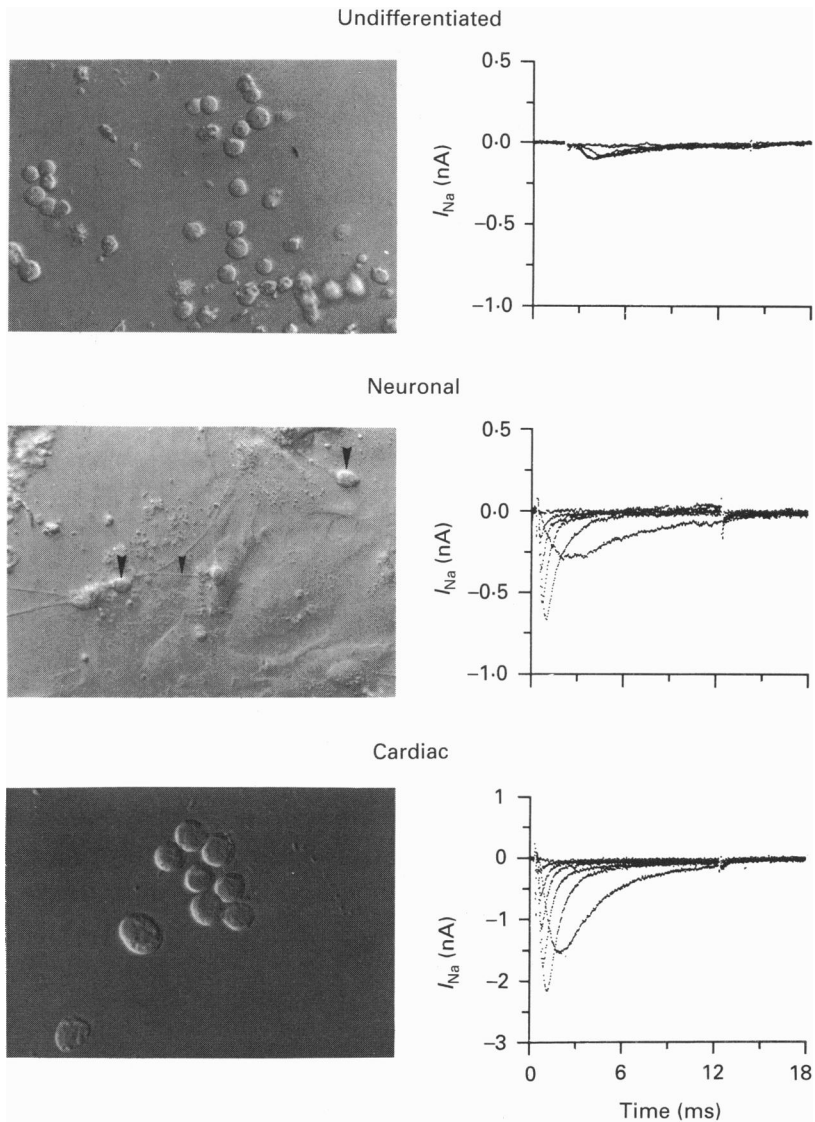 Undifferentiated
0·5
0·0
−0·5
−1·0
I_Na (nA)
Neuronal
0·5
0·0
−0·5
−1·0
I_Na (nA)
Cardiac
1
0
−1
−2
−3
I_Na (nA)
0 6 12 18
Time (ms)